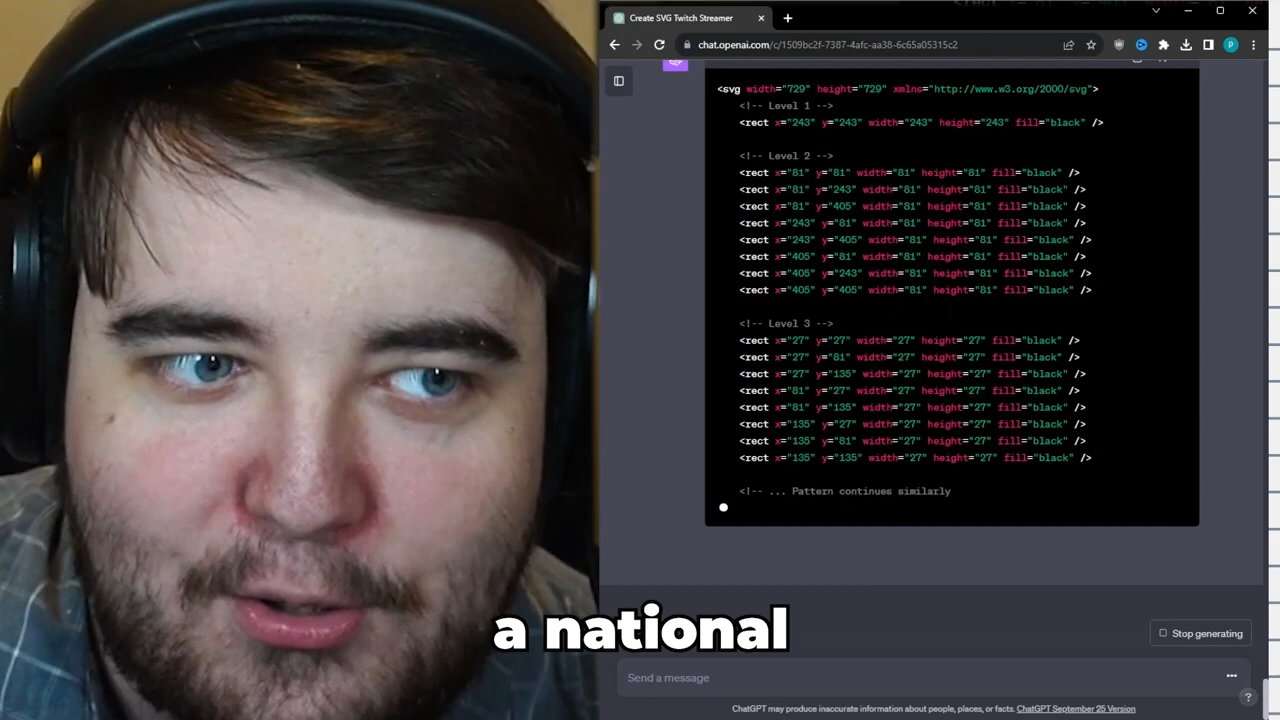 Create SVG Twitch Streamer
chat.openai.com/c/1509bc2f-7387-4afc-aa38-6c65a05315c2
<svg width="729" height="729" xmlns="http://www.w3.org/2000/svg">
<!-- Level 1 -->
<rect x="243" y="243" width="243" height="243" fill="black" />
<!-- Level 2 -->
<rect x="81" y="81" width="81" height="81" fill="black" />
<rect x="81" y="243" width="81" height="81" fill="black" />
<rect x="81" y="405" width="81" height="81" fill="black" />
<rect x="243" y="81" width="81" height="81" fill="black" />
<rect x="243" y="405" width="81" height="81" fill="black" />
<rect x="405" y="81" width="81" height="81" fill="black" />
<rect x="405" y="243" width="81" height="81" fill="black" />
<rect x="405" y="405" width="81" height="81" fill="black" />
<!-- Level 3 -->
<rect x="27" y="27" width="27" height="27" fill="black" />
<rect x="27" y="81" width="27" height="27" fill="black" />
<rect x="27" y="135" width="27" height="27" fill="black" />
<rect x="81" y="27" width="27" height="27" fill="black" />
<rect x="81" y="135" width="27" height="27" fill="black" />
<rect x="135" y="27" width="27" height="27" fill="black" />
<rect x="135" y="81" width="27" height="27" fill="black" />
<rect x="135" y="135" width="27" height="27" fill="black" />
<!-- ... Pattern continues similarly
a national
Stop generating
Send a message
ChatGPT may produce inaccurate information about people, places, or facts. ChatGPT September 25 Version
P
?